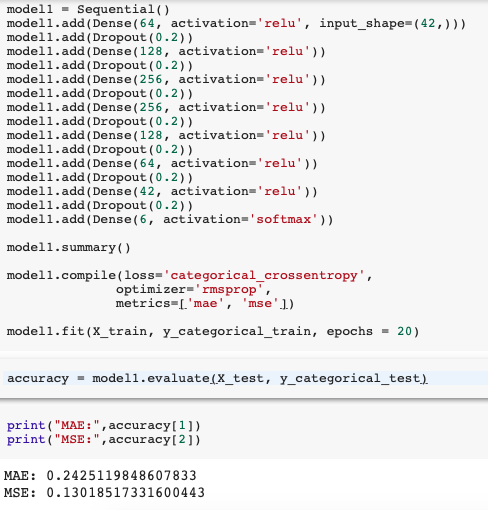 model1 = Sequential()
model1.add(Dense(64, activation='relu', input_shape=(42,)))
model1.add(Dropout(0.2))
model1.add(Dense(128, activation='relu'))
model1.add(Dropout(0.2))
model1.add(Dense(256, activation='relu'))
model1.add(Dropout(0.2))
model1.add(Dense(256, activation='relu'))
model1.add(Dropout(0.2))
model1.add(Dense(128, activation='relu'))
model1.add(Dropout(0.2))
model1.add(Dense(64, activation='relu'))
model1.add(Dropout(0.2))
model1.add(Dense(42, activation='relu'))
model1.add(Dropout(0.2))
model1.add(Dense(6, activation='softmax'))
model1.summary()
model1.compile(loss='categorical_crossentropy',
optimizer='rmsprop',
metrics=['mae', 'mse'])
model1.fit(X_train, y_categorical_train, epochs = 20)
accuracy = model1.evaluate(X_test, y_categorical_test)
print("MAE:",accuracy[1])
print("MSE:",accuracy[2])
MAE: 0.2425119848607833
MSE: 0.13018517331600443